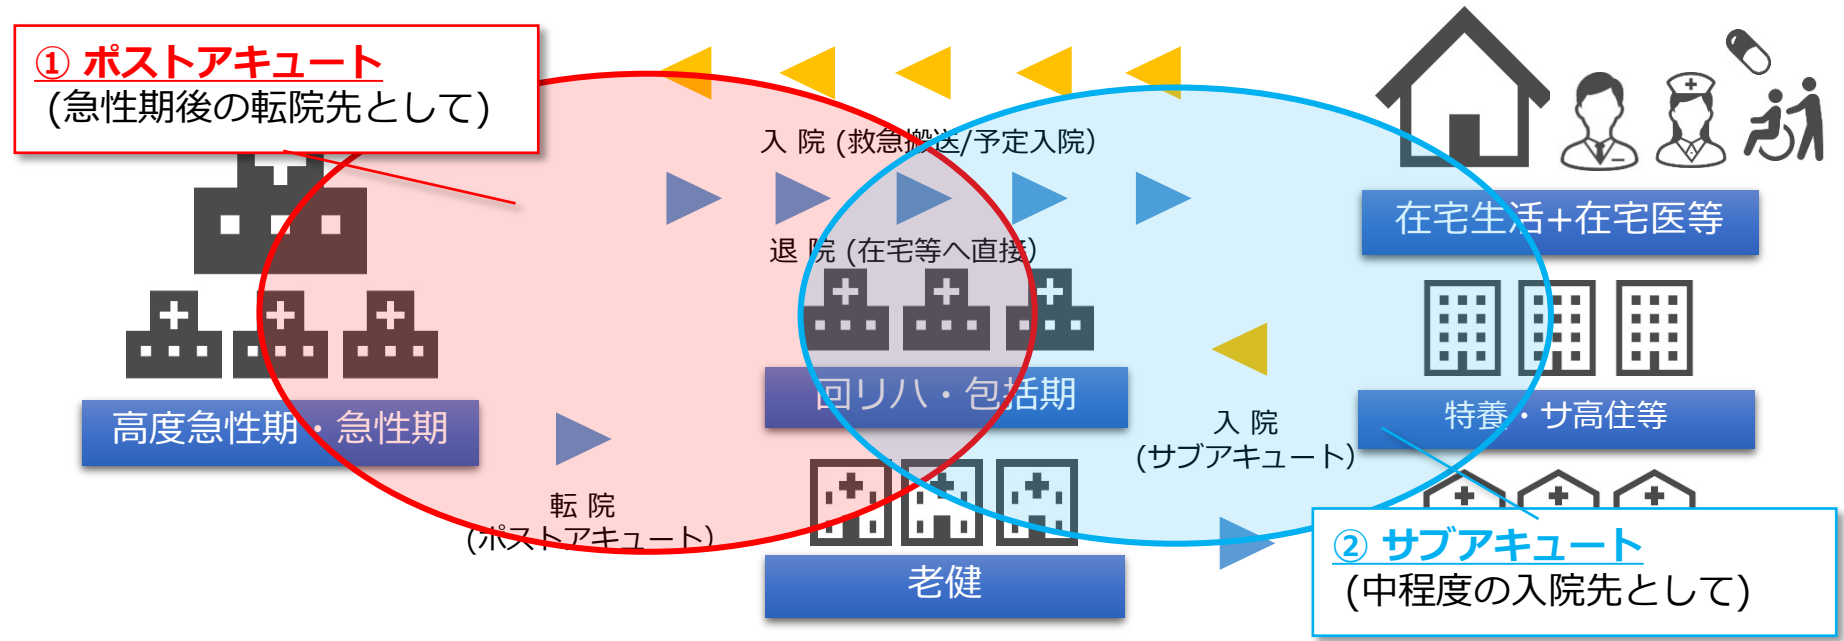 ① ポストアキュート
(急性期後の転院先として)
入 院 (救急搬送/予定入院)
退 院 (在宅等へ直接)
在宅生活+在宅医等
高度急性期・急性期
回リハ・包括期
特養・サ高住等
入 院
(サブアキュート)
転 院
(ポストアキュート)
老健
② サブアキュート
(中程度の入院先として)